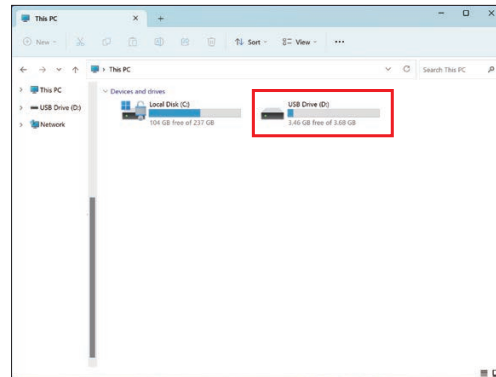 This PC
New
Sort
View
This PC
Search This PC
This PC
USB Drive (D:)
Network
Devices and drives
Local Disk (C:)
104 GB free of 237 GB
USB Drive (D:)
3.46 GB free of 3.68 GB